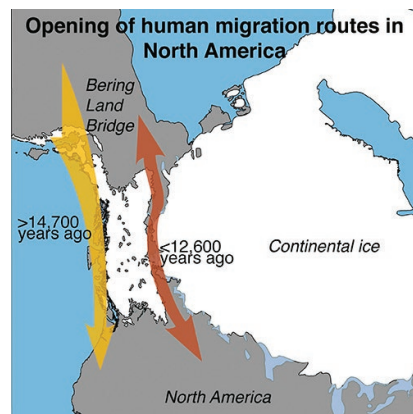 Opening of human migration routes in
North America
Bering
Land
Bridge
>14,700
years ago
≤12,600
years ago
Continental ice
North America